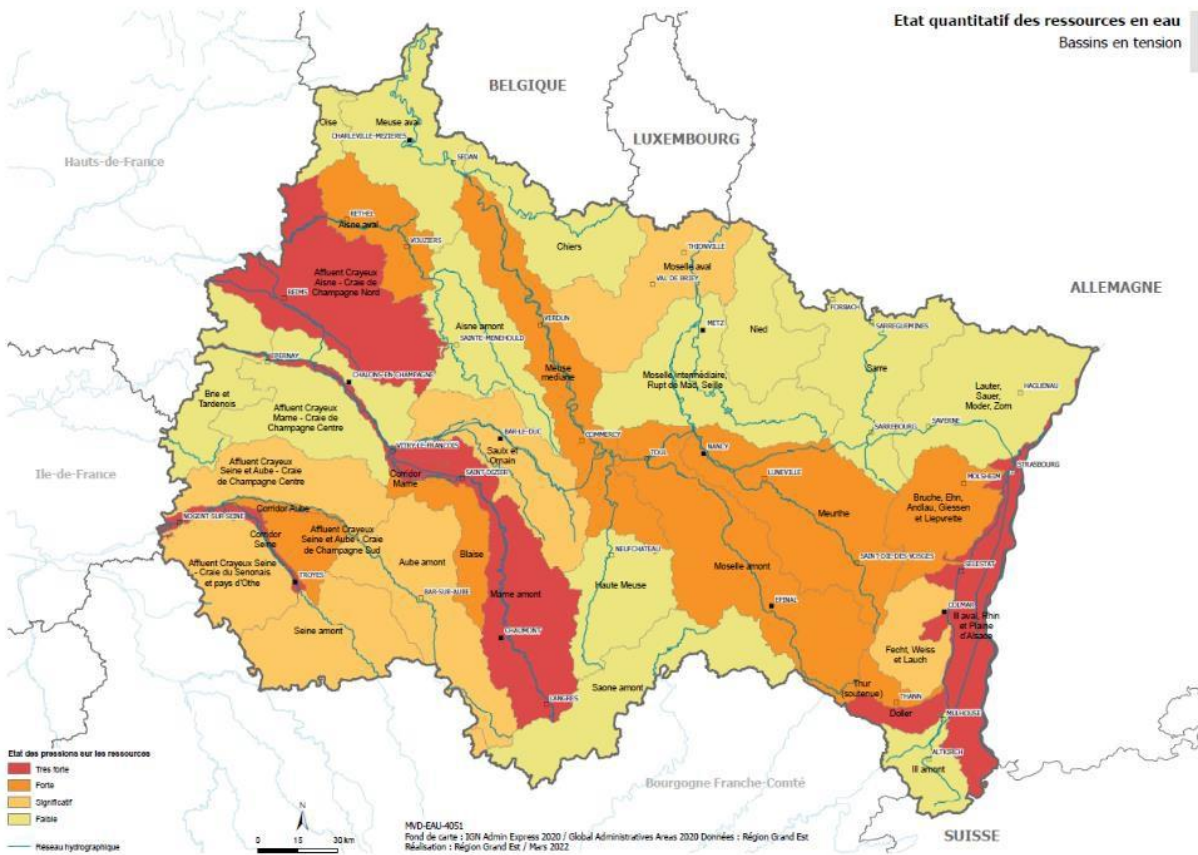 Etat quantitatif des ressources en eau
Bassins en tension
BELGIQUE
LUXEMBOURG
ALLEMAGNE
Hauts-de-France
Ile-de-France
Bourgogne Franche-Comté
SUISSE
Oise
Meuse aval
CHARLEVILLE-MEZIERES
SEDAN
RETHEL
Aisne aval
VOUZIERS
Chiers
THIONVILLE
Moselle aval
VAL DE BRIEY
Affluent Crayeux
Aisne - Craie de
Champagne Nord
REIMS
Aisne amont
SAINTE-MENEHOULD
VERDUN
Meuse
médiane
METZ
Nied
FORBACH
SARREGUEMINES
Sarre
Moselle intermédiaire,
Rupt de Mad, Seille
Lauter,
Sauer,
Moder, Zorn
HAGUENAU
SAVERNE
SARREBOURG
STRASBOURG
EPERNAY
CHALONS-EN-CHAMPAGNE
Brie et
Tardenois
Affluent Crayeux
Marne - Craie de
Champagne Centre
BAR-LE-DUC
Saulx et
Ornain
COMMERCY
TOUL
NANCY
LUNEVILLE
MOLSHEIM
VITRY-LE-FRANCOIS
SAINT-DIZIER
Corridor
Marne
Affluent Crayeux
Seine et Aube - Craie
de Champagne Centre
Meurthe
Bruche, Ehn,
Andlau, Giessen
et Liepvrette
NOGENT-SUR-SEINE
Corridor Aube
Corridor
Seine
Affluent Crayeux
Seine et Aube - Craie
de Champagne Sud
Affluent Crayeux Seine
- Craie du Senonais
et pays d'Othe
TROYES
Aube amont
BAR-SUR-AUBE
Blaise
Marne amont
NEUFCHATEAU
Haute Meuse
Moselle amont
SAINT-DIE-DES-VOSGES
SELESTAT
EPINAL
COLMAR
Ill aval, Rhin
et Plaine
d'Alsace
Fecht, Weiss
et Lauch
Seine amont
CHAUMONT
LANGRES
Saone amont
Thur
(soutenue)
THANN
Doller
MULHOUSE
ALTKIRCH
Ill amont
Etat des pressions sur les ressources
Très forte
Forte
Significatif
Faible
Réseau hydrographique
N
0 15 30 km
MVD-EAU-4051
Fond de carte : IGN Admin Express 2020 / Global Administratives Areas 2020 Données : Région Grand Est
Réalisation : Région Grand Est / Mars 2022